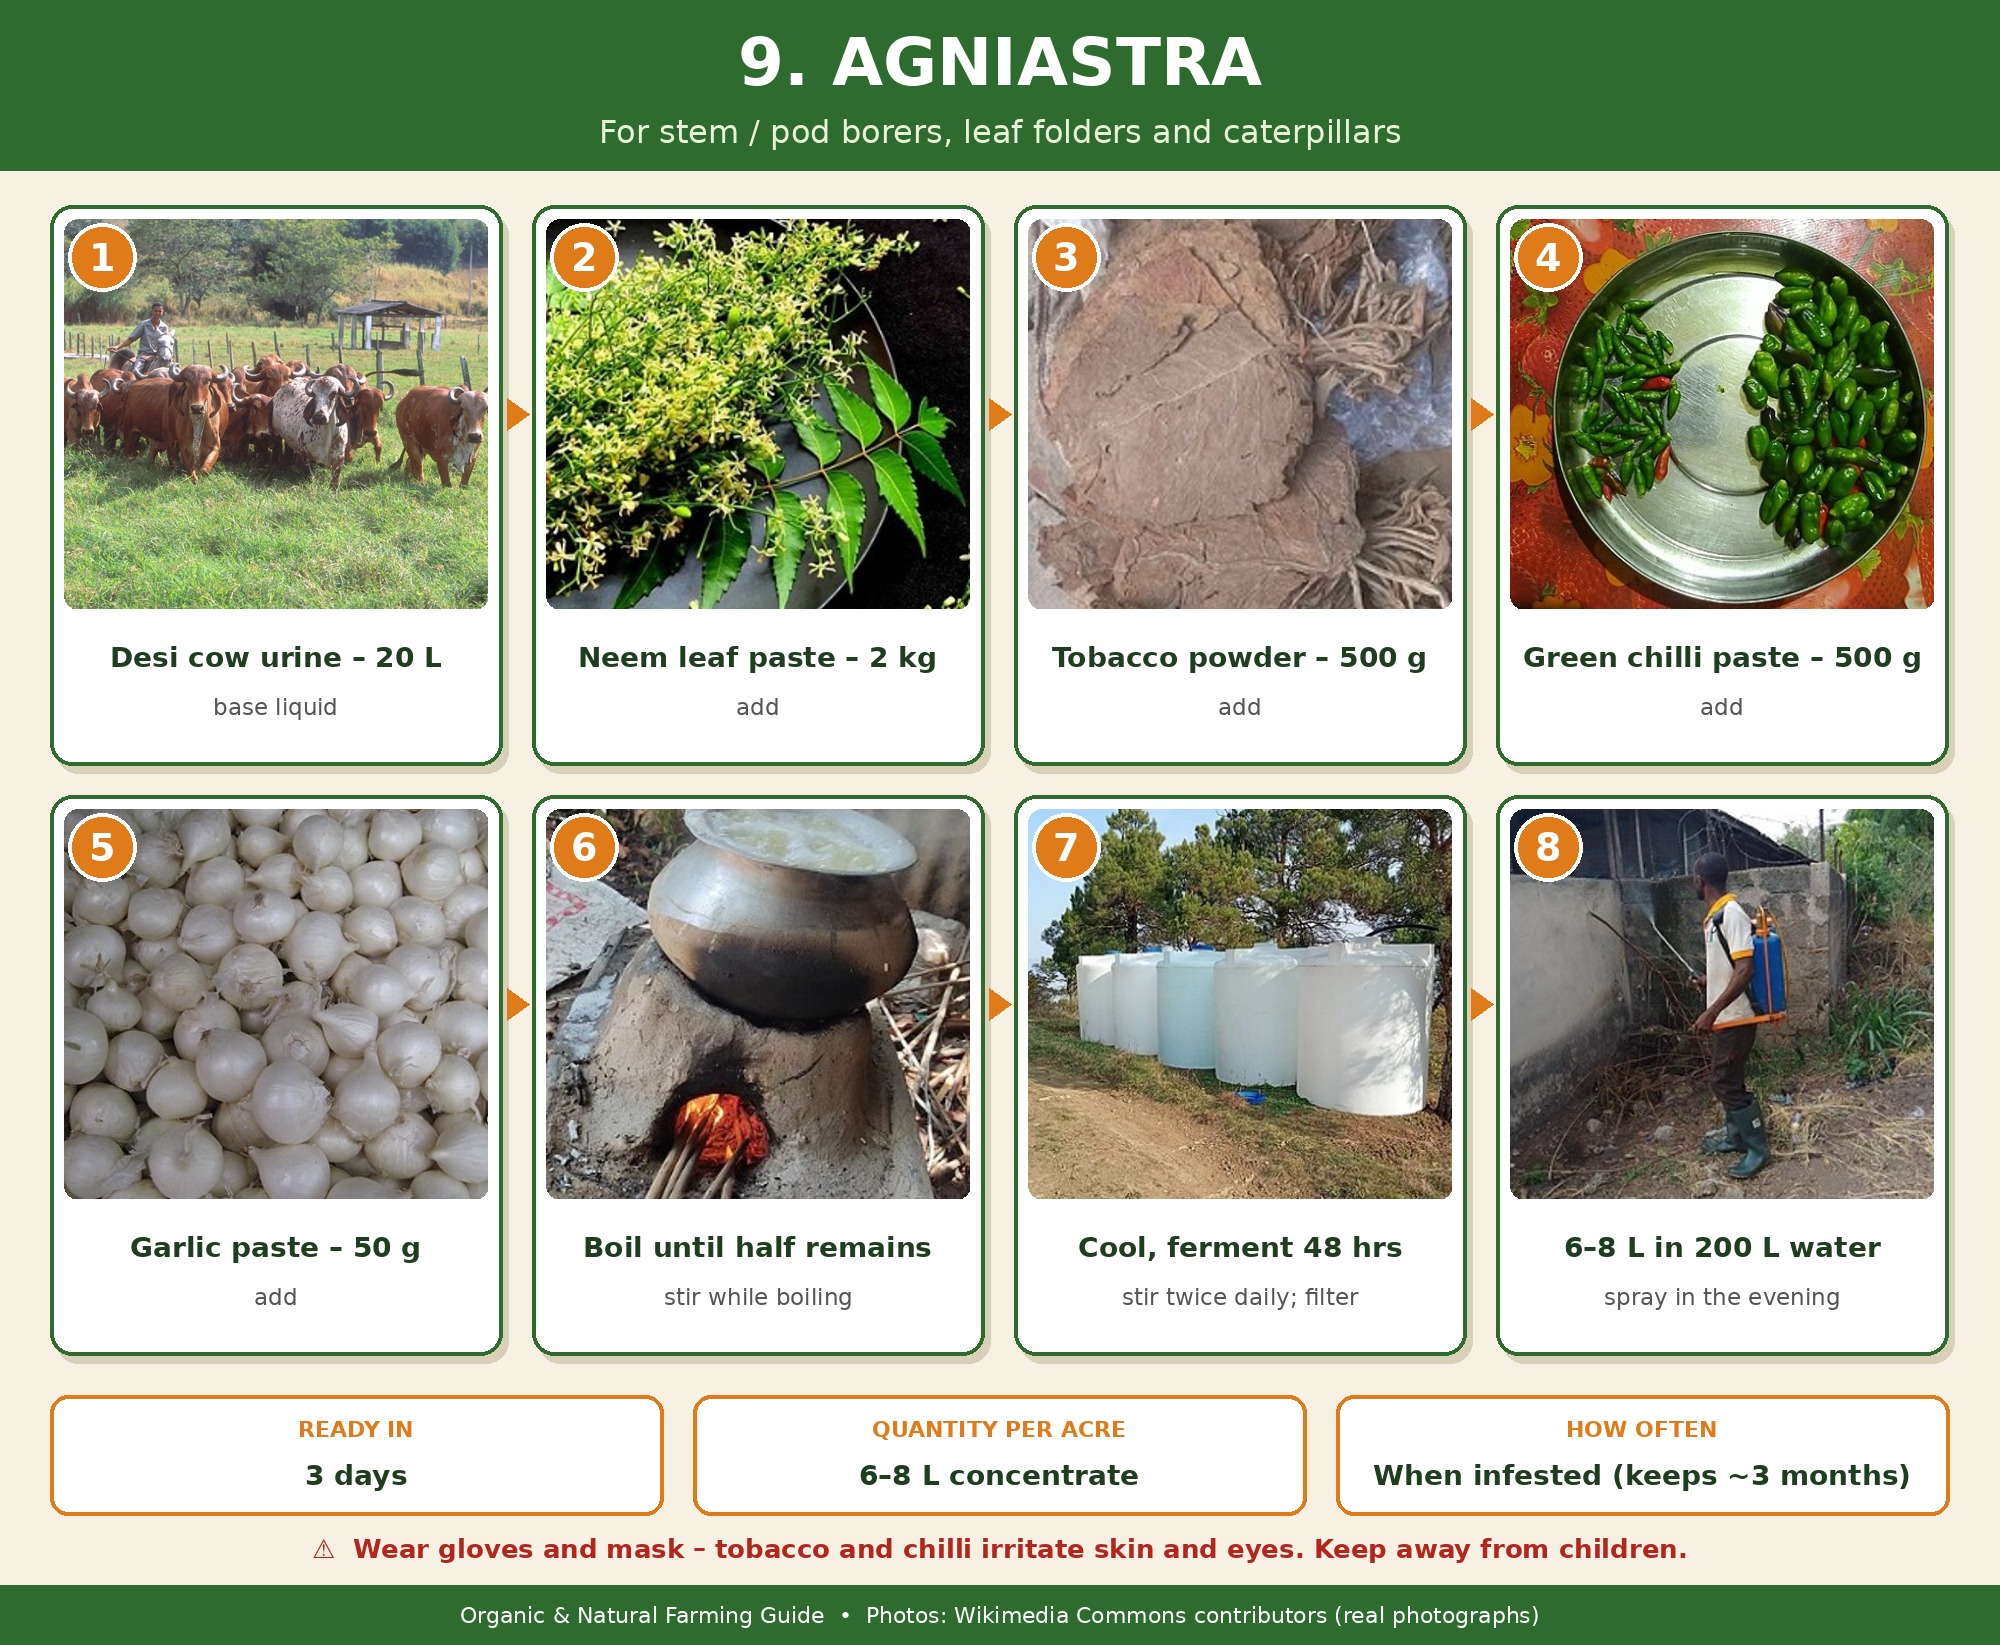 9. AGNIASTRA
For stem / pod borers, leaf folders and caterpillars
1
2
3
4
Desi cow urine – 20 L
base liquid
Neem leaf paste – 2 kg
add
Tobacco powder – 500 g
add
Green chilli paste – 500 g
add
5
6
7
8
Garlic paste – 50 g
add
Boil until half remains
stir while boiling
Cool, ferment 48 hrs
stir twice daily; filter
6–8 L in 200 L water
spray in the evening
READY IN
3 days
QUANTITY PER ACRE
6–8 L concentrate
HOW OFTEN
When infested (keeps ~3 months)
⚠ Wear gloves and mask – tobacco and chilli irritate skin and eyes. Keep away from children.
Organic & Natural Farming Guide • Photos: Wikimedia Commons contributors (real photographs)